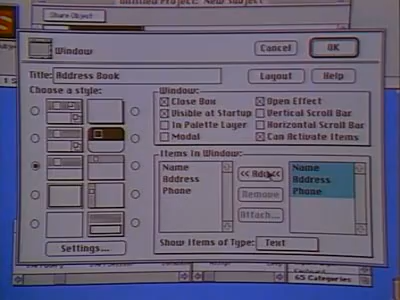 Untitled Project: New Subject
Share Object
Window
Cancel
OK
Title: Address Book
Layout
Help
Choose a style:
Window:
Close Box
Open Effect
Visible at Startup
Vertical Scroll Bar
In Palette Layer
Horizontal Scroll Bar
Modal
Can Activate Items
Items In Window:
Name
Address
Phone
<< Add <<
Remove
Attach...
Name
Address
Phone
Settings...
Show Items of Type:
Text
65 Categories